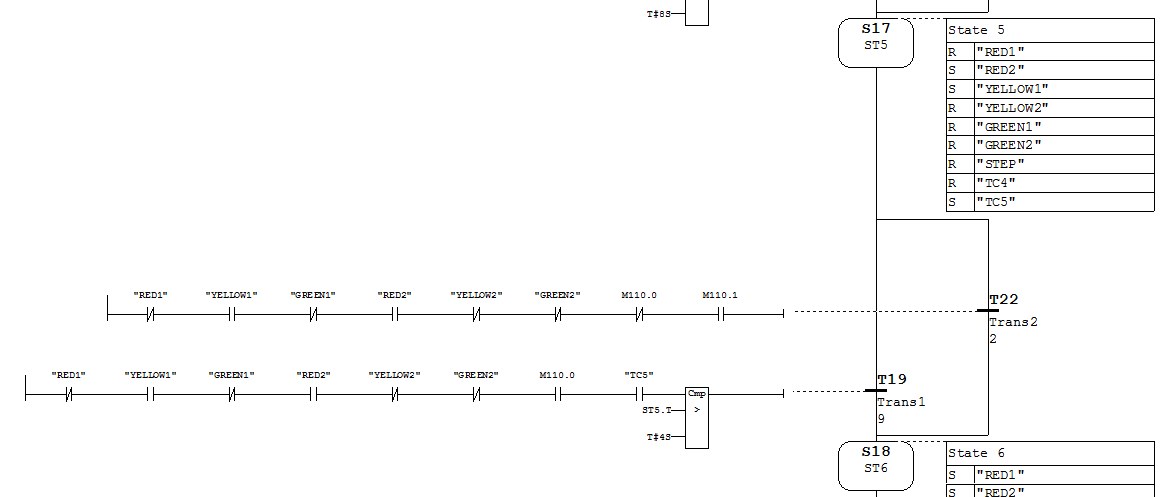 T#8S
S17
ST5
State 5
R "RED1"
S "RED2"
S "YELLOW1"
R "YELLOW2"
R "GREEN1"
R "GREEN2"
R "STEP"
R "TC4"
S "TC5"
"RED1" "YELLOW1" "GREEN1" "RED2" "YELLOW2" "GREEN2" M110.0 M110.1
T22
Trans2
2
"RED1" "YELLOW1" "GREEN1" "RED2" "YELLOW2" "GREEN2" M110.0 "TC5"
Cmp
ST5.T >
T#4S
T19
Trans1
9
S18
ST6
State 6
S "RED1"
S "RED2"